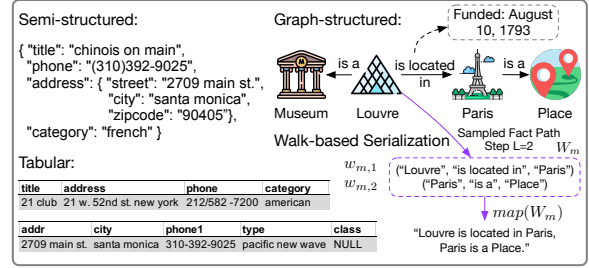 Semi-structured:
{ "title": "chinois on main",
"phone": "(310)392-9025",
"address": { "street": "2709 main st.",
"city": "santa monica",
"zipcode": "90405"},
"category": "french" }
Tabular:
title address phone category
21 club 21 w. 52nd st. new york 212/582 -7200 american
addr city phone1 type class
2709 main st. santa monica 310-392-9025 pacific new wave NULL
Graph-structured:
Funded: August
10, 1793
is a
is located
in
is a
Museum Louvre Paris Place
Walk-based Serialization
Sampled Fact Path
Step L=2 W_m
w_{m,1} ("Louvre", "is located in", "Paris")
w_{m,2} ("Paris", "is a", "Place")
map(W_m)
"Louvre is located in Paris,
Paris is a Place."